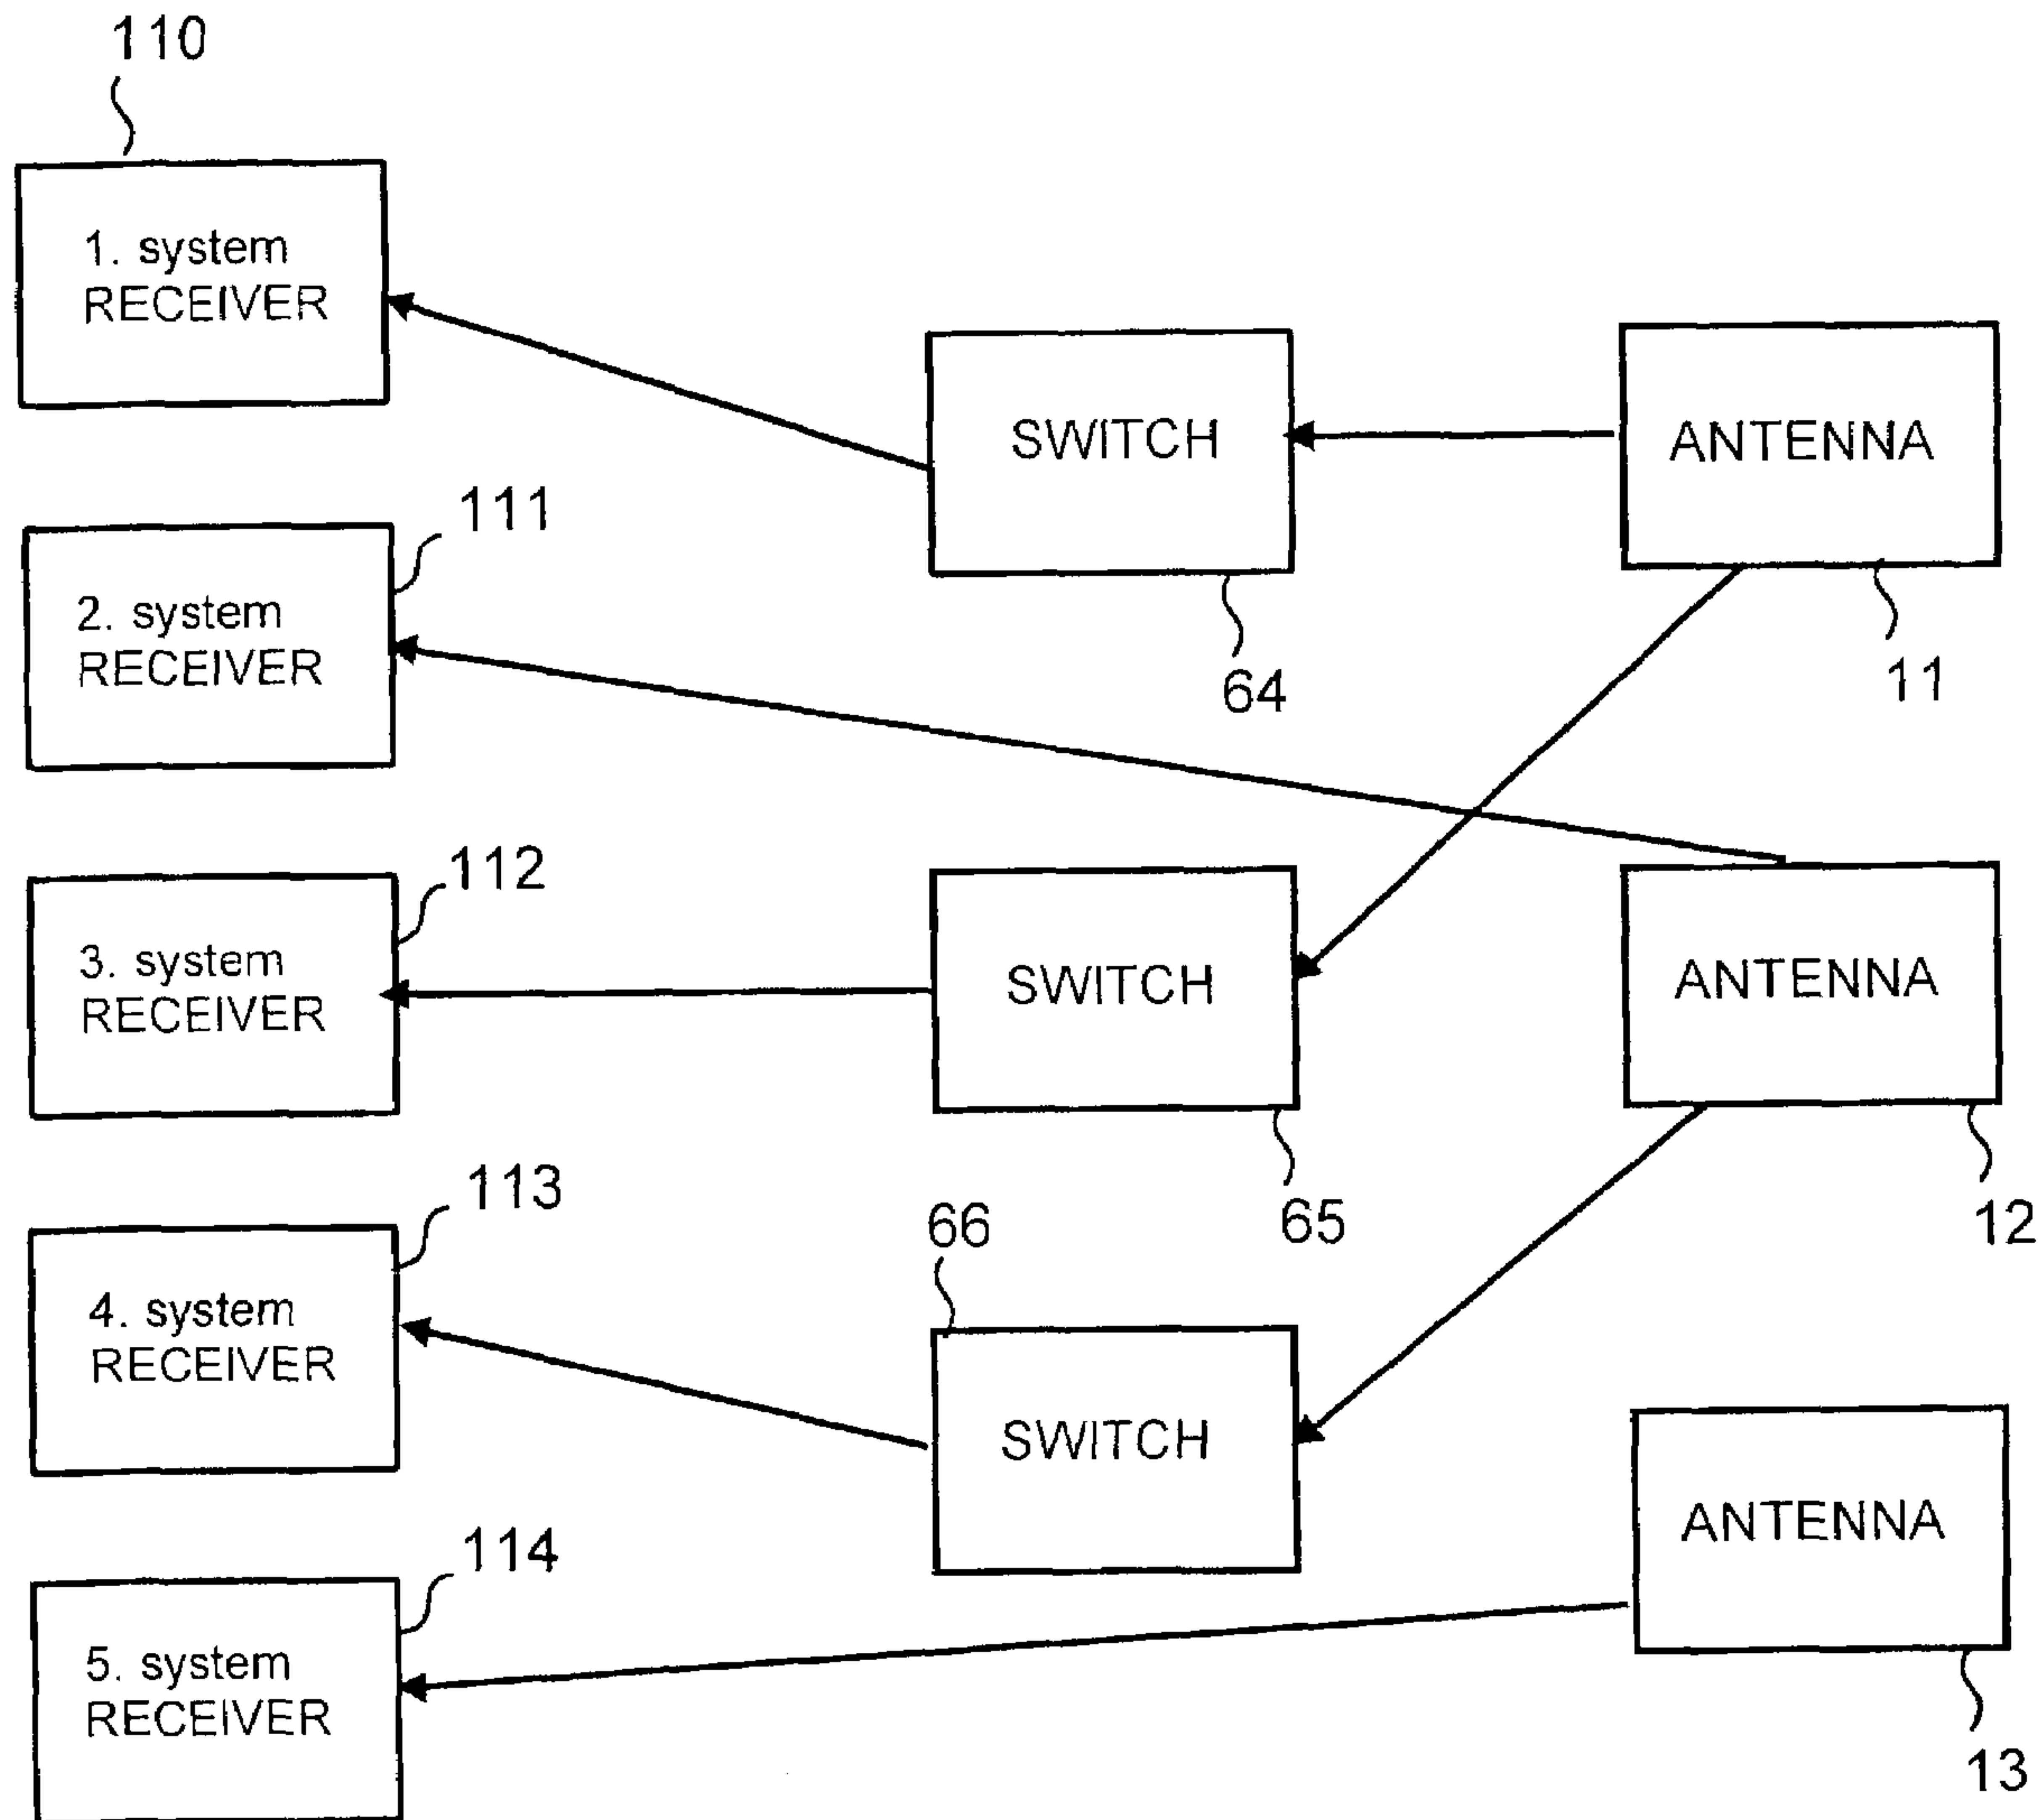 110
1. system
RECEIVER
SWITCH
ANTENNA
111
2. system
RECEIVER
64
11
112
3. system
RECEIVER
SWITCH
ANTENNA
113
66
65
12
4. system
RECEIVER
SWITCH
ANTENNA
114
5. system
RECEIVER
13